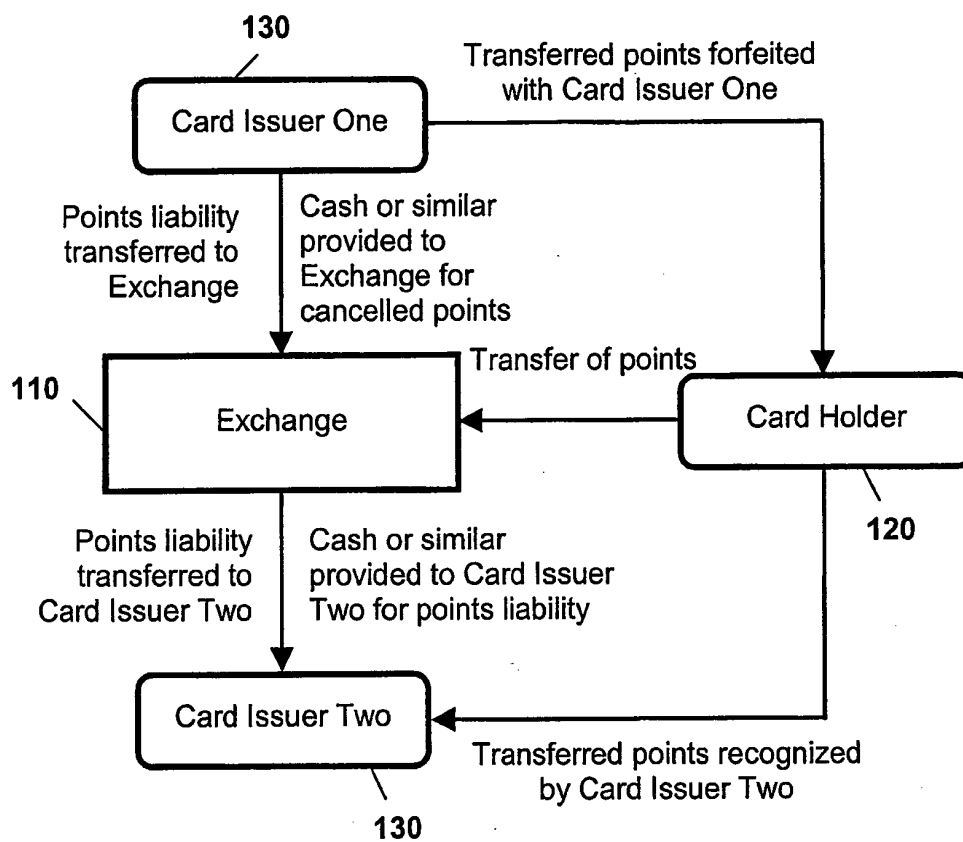 130
Transferred points forfeited
with Card Issuer One
Card Issuer One
Points liability
transferred to
Exchange
Cash or similar
provided to
Exchange for
cancelled points
Transfer of points
110
Exchange
Card Holder
120
Points liability
transferred to
Card Issuer Two
Cash or similar
provided to Card Issuer
Two for points liability
Card Issuer Two
Transferred points recognized
by Card Issuer Two
130